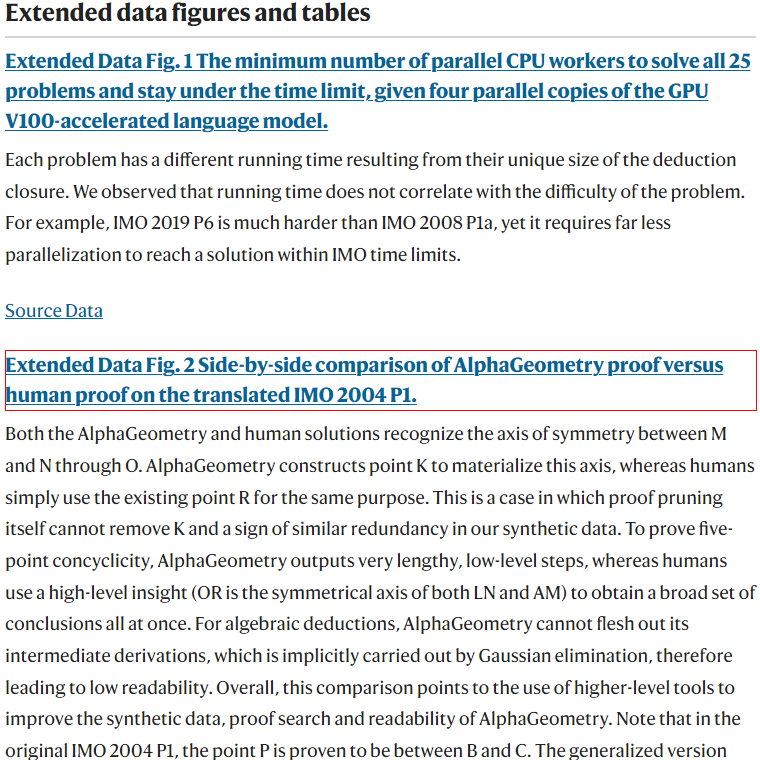 Extended data figures and tables
Extended Data Fig. 1 The minimum number of parallel CPU workers to solve all 25
problems and stay under the time limit, given four parallel copies of the GPU
V100-accelerated language model.
Each problem has a different running time resulting from their unique size of the deduction
closure. We observed that running time does not correlate with the difficulty of the problem.
For example, IMO 2019 P6 is much harder than IMO 2008 P1a, yet it requires far less
parallelization to reach a solution within IMO time limits.
Source Data
Extended Data Fig. 2 Side-by-side comparison of AlphaGeometry proof versus
human proof on the translated IMO 2004 P1.
Both the AlphaGeometry and human solutions recognize the axis of symmetry between M
and N through O. AlphaGeometry constructs point K to materialize this axis, whereas humans
simply use the existing point R for the same purpose. This is a case in which proof pruning
itself cannot remove K and a sign of similar redundancy in our synthetic data. To prove five-
point concyclicity, AlphaGeometry outputs very lengthy, low-level steps, whereas humans
use a high-level insight (OR is the symmetrical axis of both LN and AM) to obtain a broad set of
conclusions all at once. For algebraic deductions, AlphaGeometry cannot flesh out its
intermediate derivations, which is implicitly carried out by Gaussian elimination, therefore
leading to low readability. Overall, this comparison points to the use of higher-level tools to
improve the synthetic data, proof search and readability of AlphaGeometry. Note that in the
original IMO 2004 P1, the point P is proven to be between B and C. The generalized version